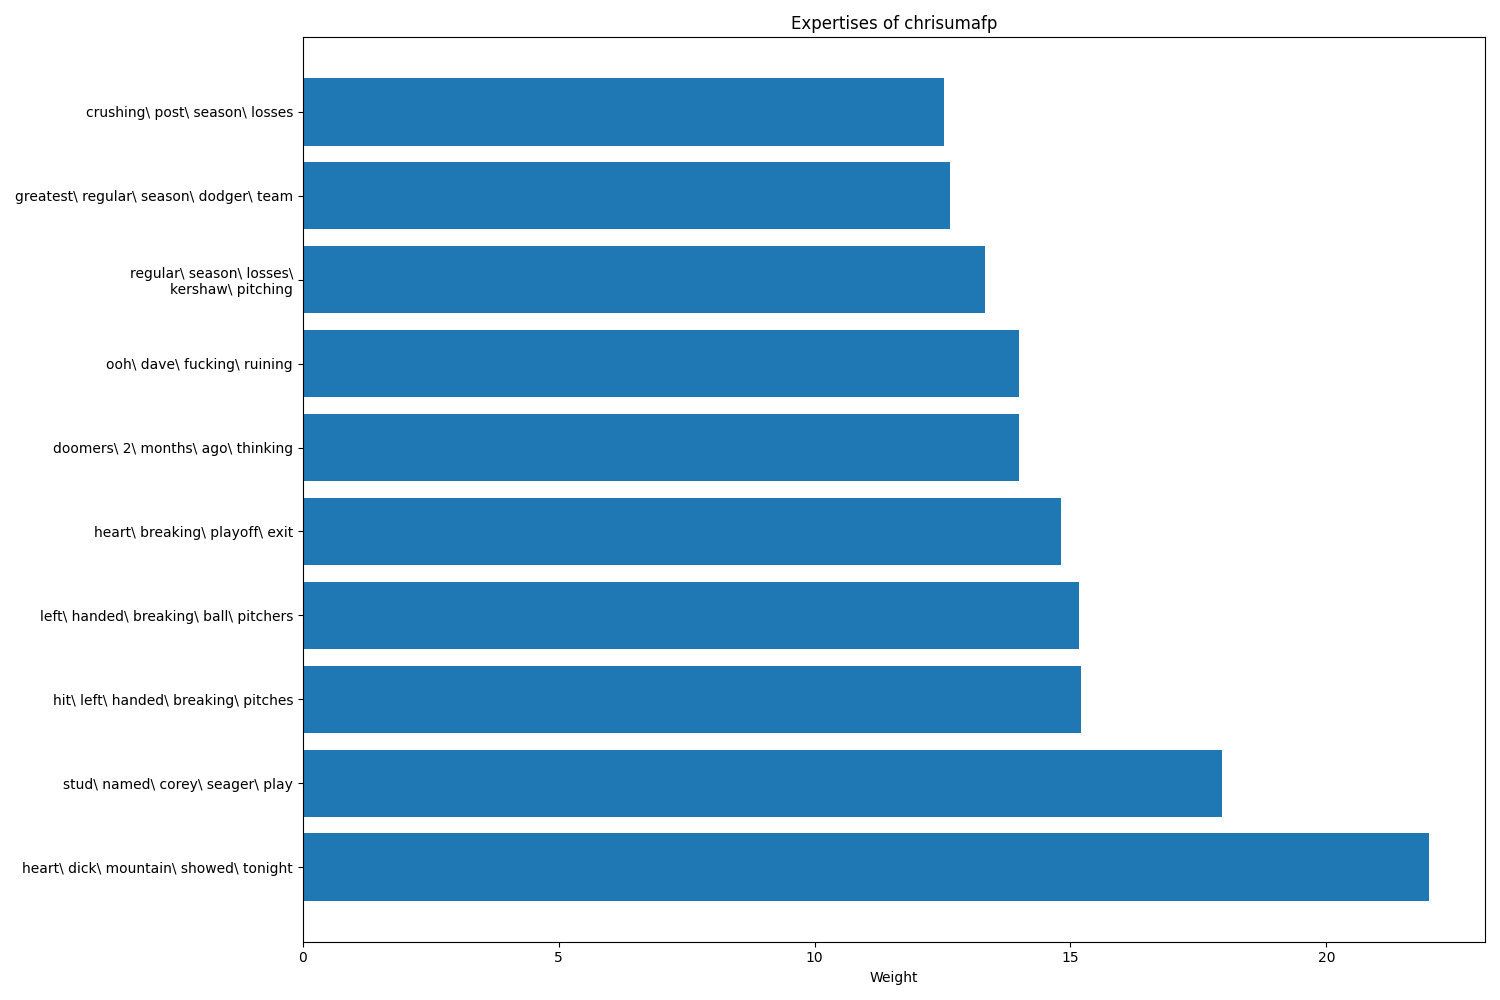 Expertises of chrisumafp
crushing\ post\ season\ losses
greatest\ regular\ season\ dodger\ team
regular\ season\ losses\
kershaw\ pitching
ooh\ dave\ fucking\ ruining
doomers\ 2\ months\ ago\ thinking
heart\ breaking\ playoff\ exit
left\ handed\ breaking\ ball\ pitchers
hit\ left\ handed\ breaking\ pitches
stud\ named\ corey\ seager\ play
heart\ dick\ mountain\ showed\ tonight
0 5 10 15 20
Weight